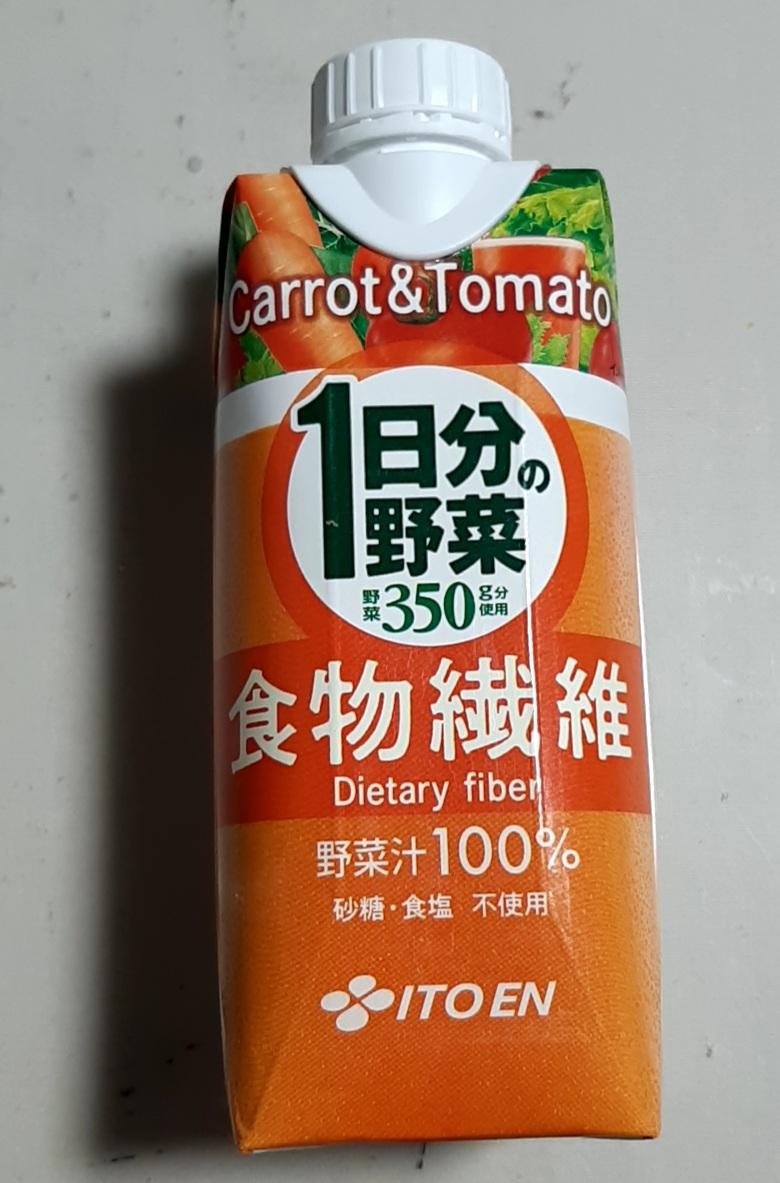 Carrot&Tomato
1日分の
野菜
野菜350g分使用
食物繊維
Dietary fiber
野菜汁100%
砂糖・食塩 不使用
ITO EN